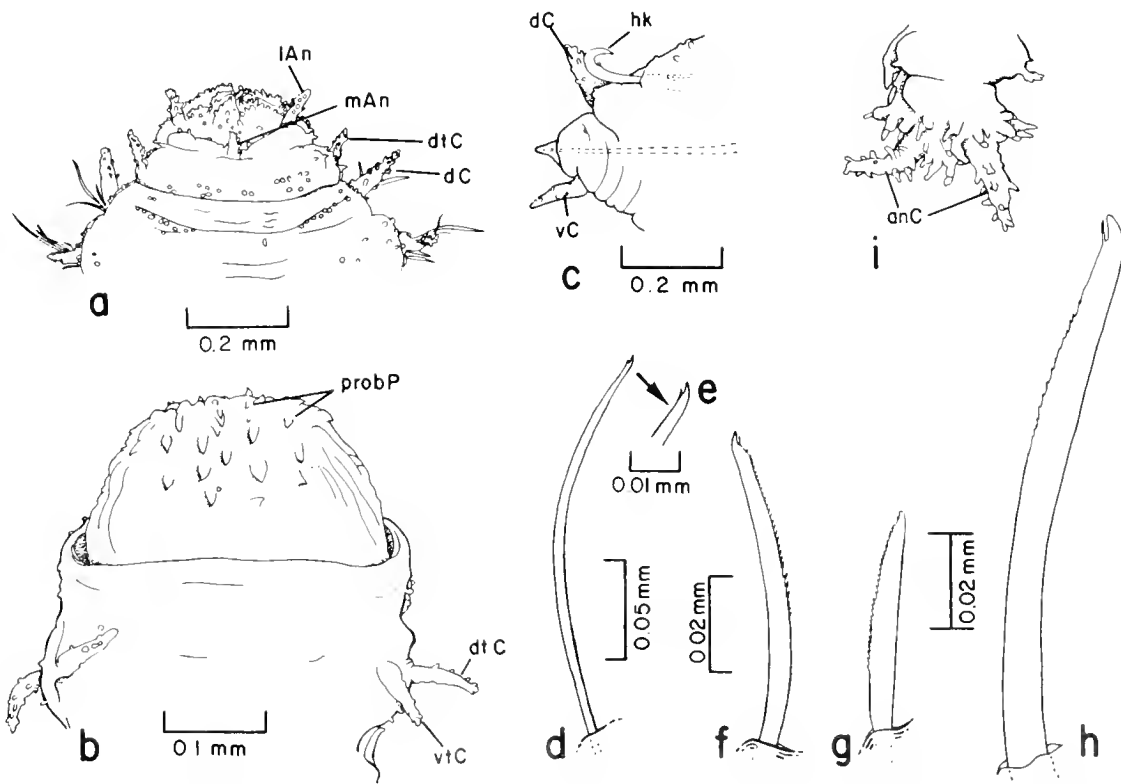 lAn
mAn
dtC
dC
a
0.2 mm
dC
hk
vC
c
0.2 mm
anC
i
probP
dtC
vtC
b
0.1 mm
e
0.01 mm
d
0.05 mm
f
0.02 mm
g
0.02 mm
h